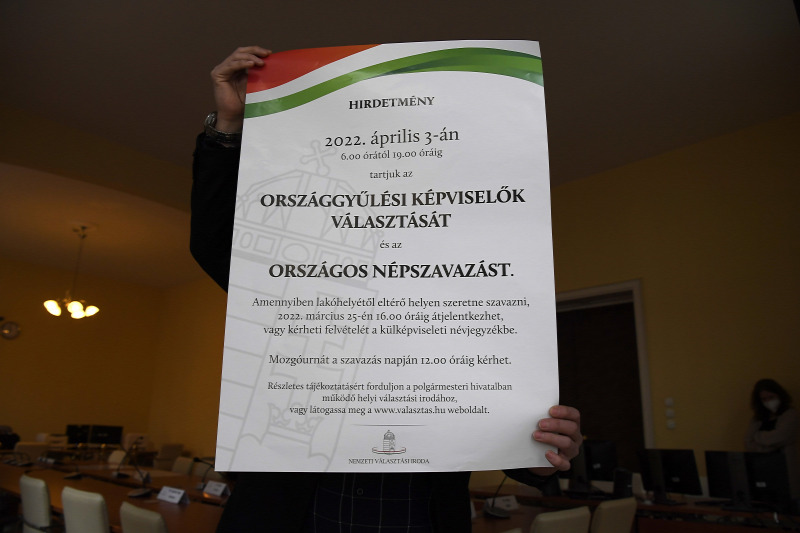 HIRDETMÉNY
2022. április 3-án
6.00 órától 19.00 óráig
tartjuk az
ORSZÁGGYŰLÉSI KÉPVISELŐK
VÁLASZTÁSÁT
és az
ORSZÁGOS NÉPSZAVAZÁST.
Amennyiben lakóhelyétől eltérő helyen szeretne szavazni,
2022. március 25-én 16.00 óráig átjelentkezhet,
vagy kérheti felvételét a külképviseleti névjegyzékbe.
Mozgóurnát a szavazás napján 12.00 óráig kérhet.
Részletes tájékoztatásért forduljon a polgármesteri hivatalban
működő helyi választási irodához,
vagy látogassa meg a www.valasztas.hu weboldalt.
NEMZETI VÁLASZTÁSI IRODA